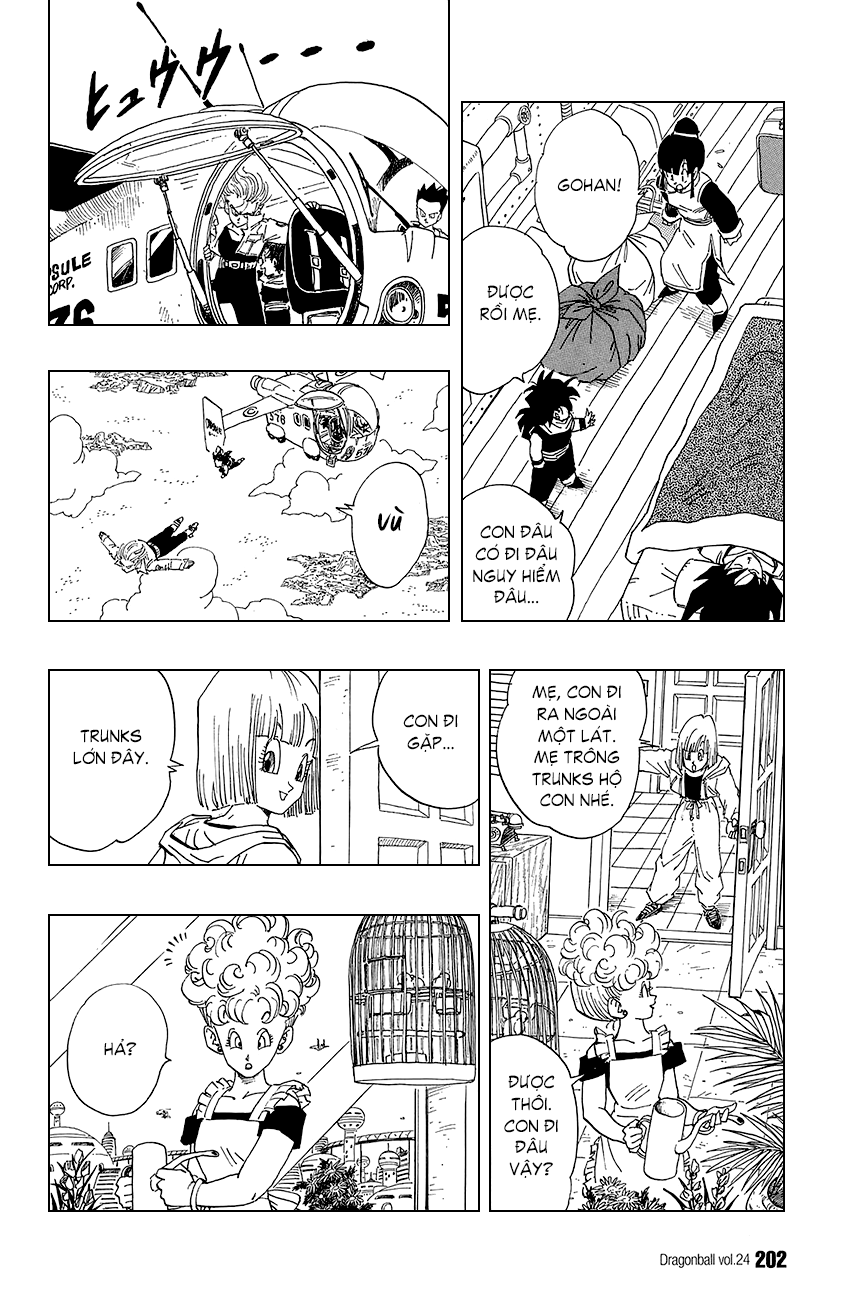 GOHAN!
ĐƯỢC
RỒI MẸ.
CON ĐÂU
CÓ ĐI ĐÂU
NGUY HIỂM
ĐÂU...
ヒュウウ---
PSULE
CORP.
576
VÙ
MẸ, CON ĐI
RA NGOÀI
MỘT LÁT.
MẸ TRÔNG
TRUNKS HỘ
CON NHÉ.
ĐƯỢC
THÔI.
CON ĐI
ĐÂU
VẬY?
CON ĐI
GẶP...
TRUNKS
LỚN ĐÂY.
HẢ?
Dragonball vol.24 202